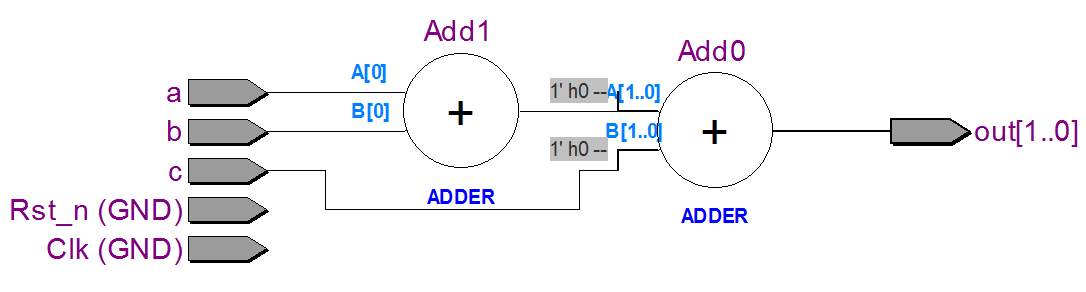 Add1
Add0
a
A[0]
1' h0 --
A[1..0]
b
B[0]
+
+
B[1..0]
out[1..0]
c
1' h0 --
ADDER
ADDER
Rst_n (GND)
Clk (GND)